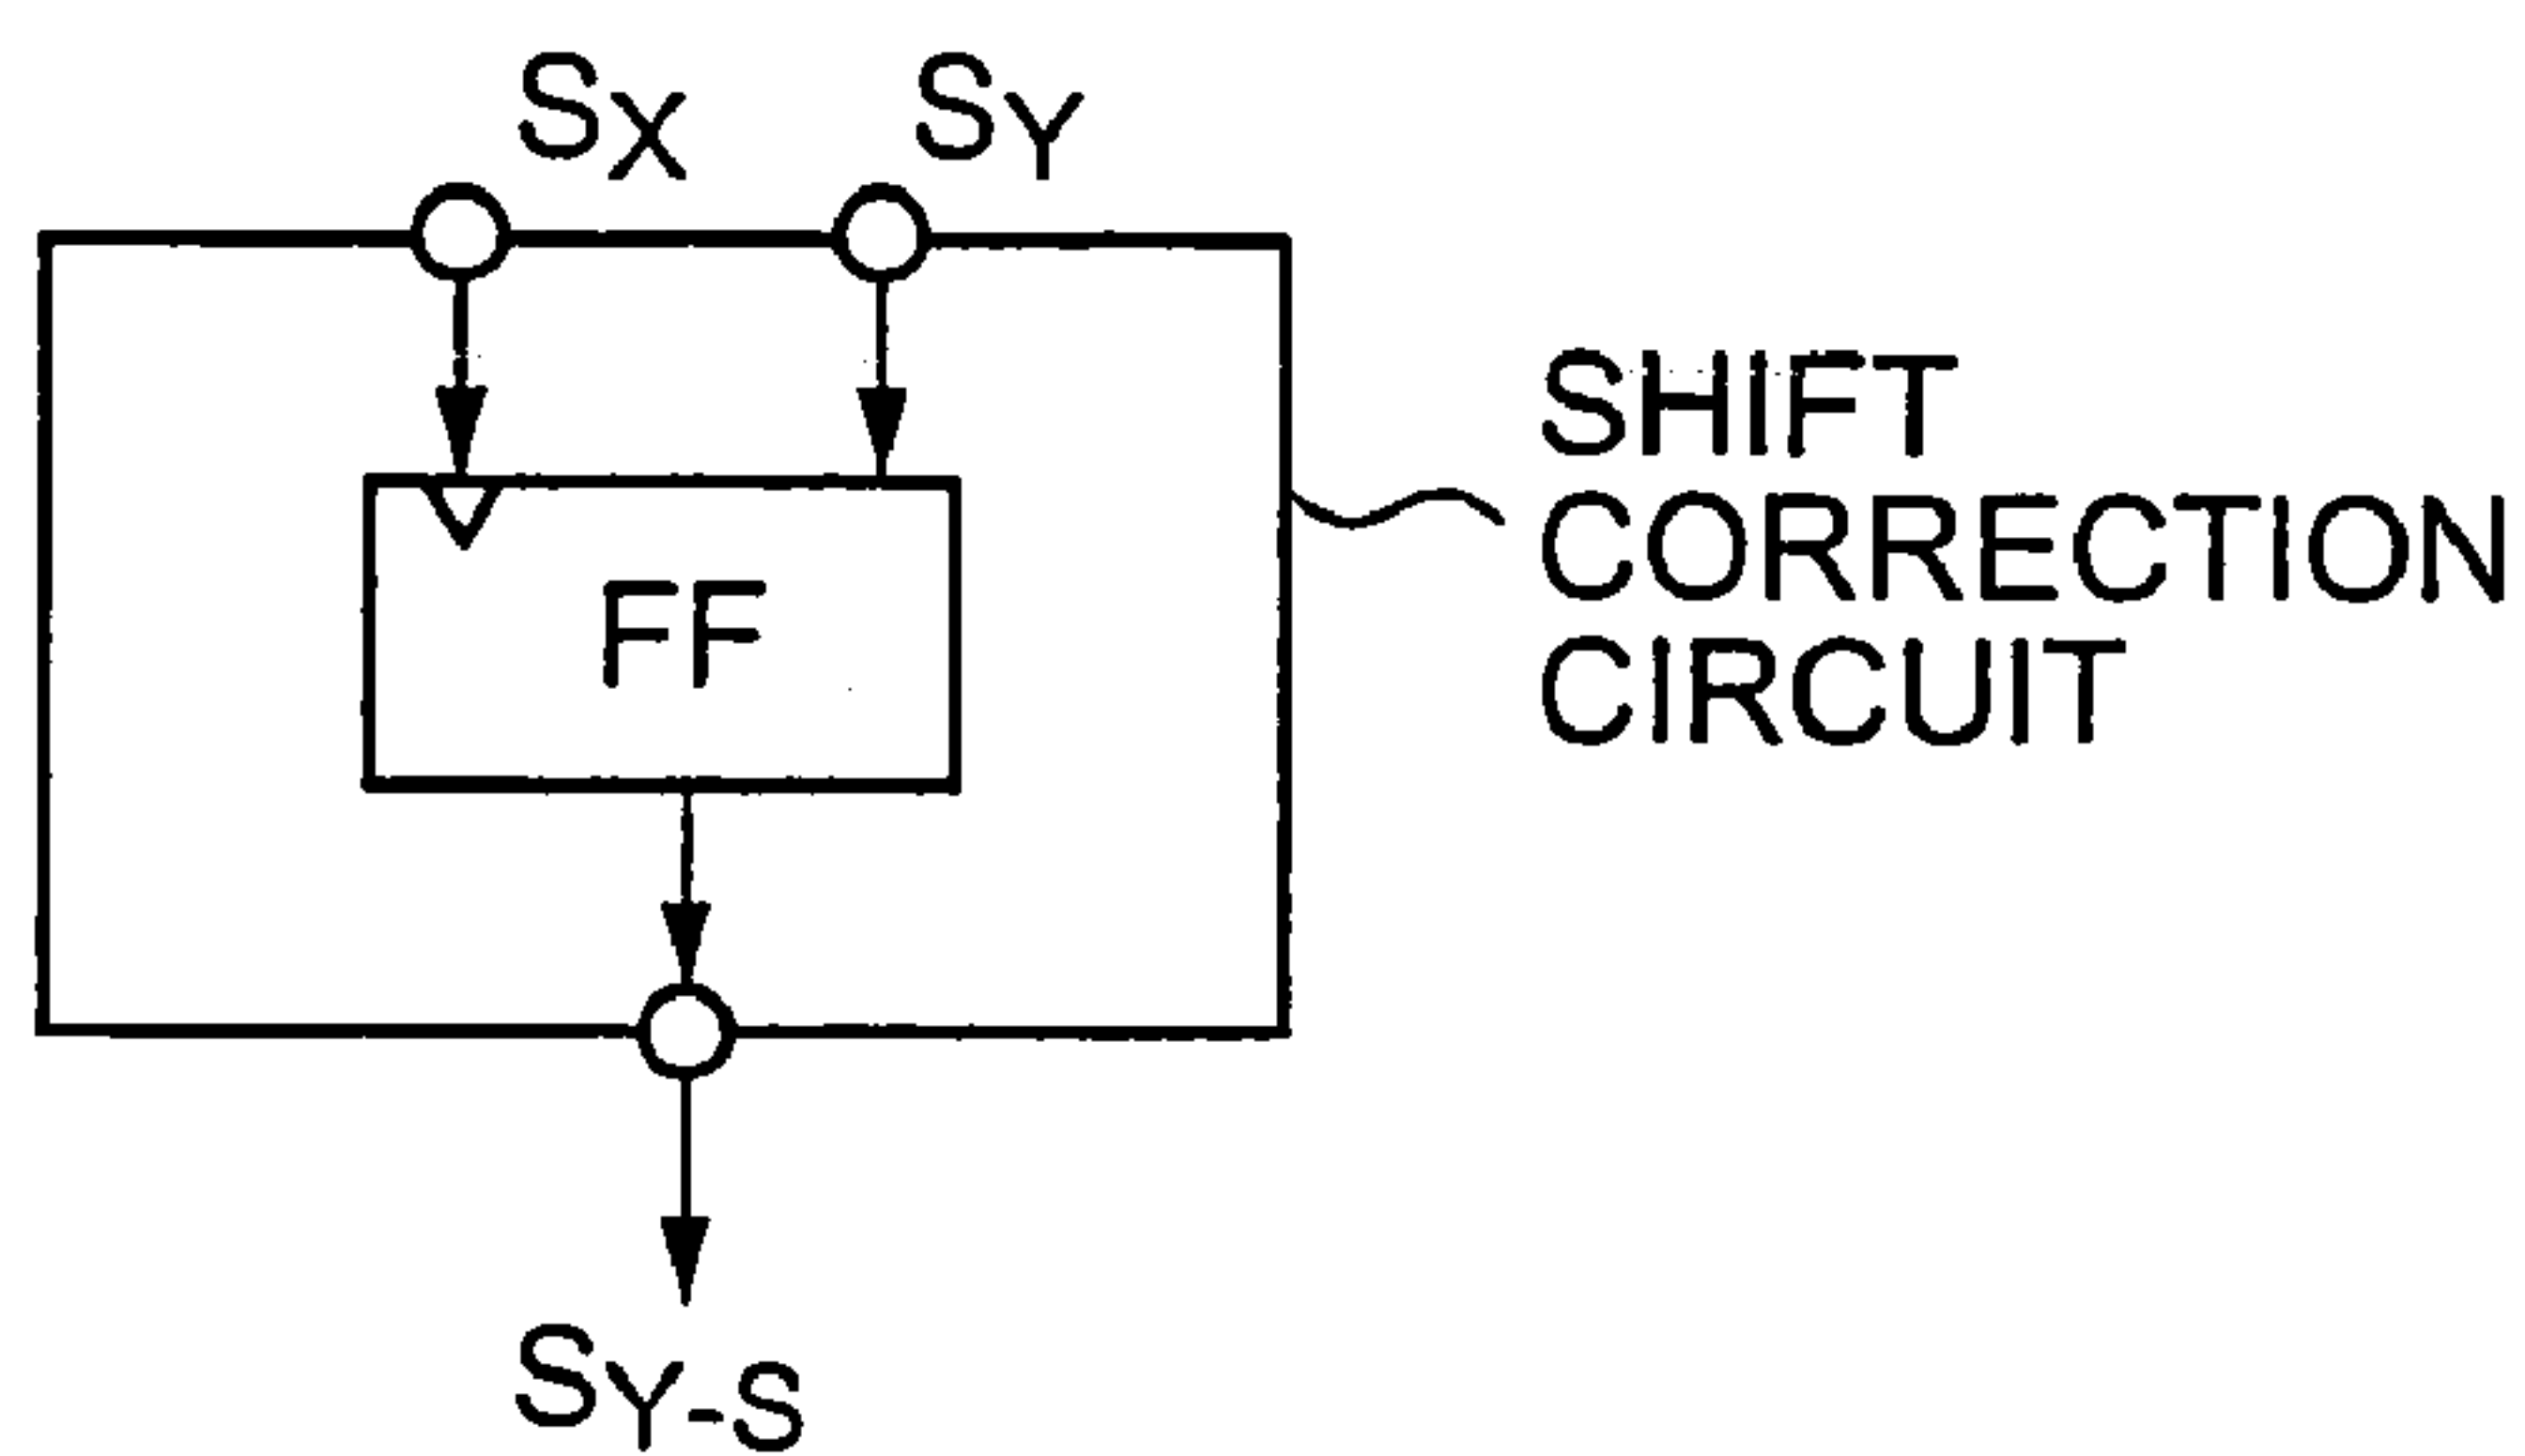 SX SY
SHIFT
CORRECTION
CIRCUIT
FF
SY-S